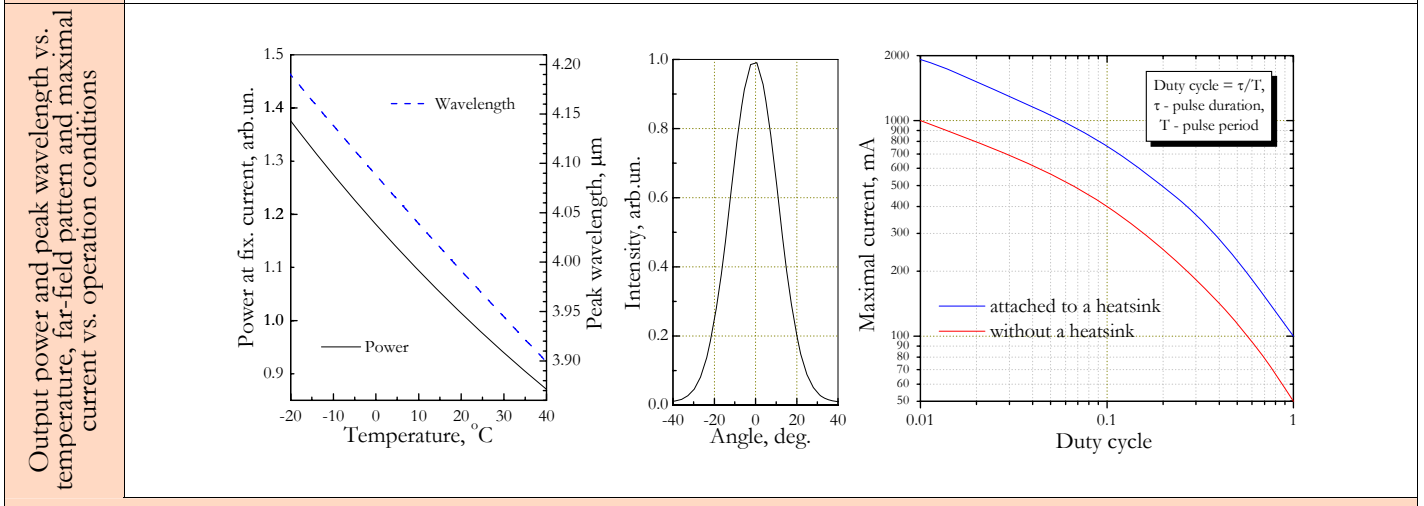 Output power and peak wavelength vs.
temperature, far-field pattern and maximal
current vs. operation conditions
1.5
1.4
1.3
1.2
1.1
1.0
0.9
Power at fix. current, arb.un.
-20 -10 0 10 20 30 40
Temperature, °C
Wavelength
Power
4.20
4.15
4.10
4.05
4.00
3.95
3.90
Peak wavelength, µm
1.0
0.8
0.6
0.4
0.2
0.0
Intensity, arb.un.
-40 -20 0 20 40
Angle, deg.
2000
1000
900
800
700
600
500
400
300
200
100
90
80
70
60
50
Maximal current, mA
Duty cycle = τ/T,
τ - pulse duration,
T - pulse period
attached to a heatsink
without a heatsink
0.01 0.1 1
Duty cycle